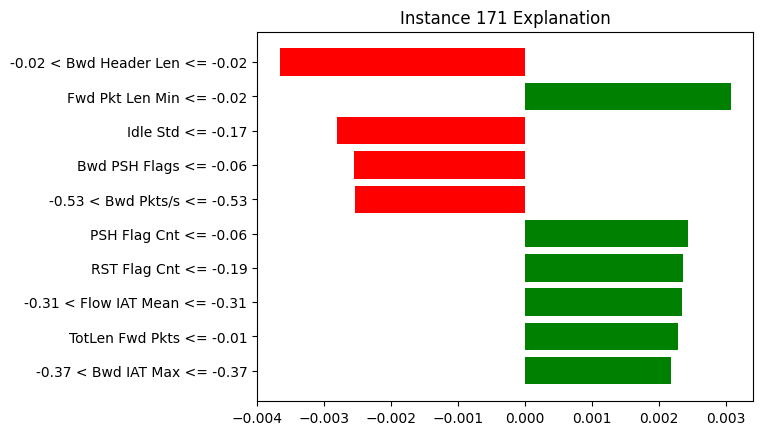 Instance 171 Explanation
-0.02 < Bwd Header Len <= -0.02
Fwd Pkt Len Min <= -0.02
Idle Std <= -0.17
Bwd PSH Flags <= -0.06
-0.53 < Bwd Pkts/s <= -0.53
PSH Flag Cnt <= -0.06
RST Flag Cnt <= -0.19
-0.31 < Flow IAT Mean <= -0.31
TotLen Fwd Pkts <= -0.01
-0.37 < Bwd IAT Max <= -0.37
−0.004 −0.003 −0.002 −0.001 0.000 0.001 0.002 0.003